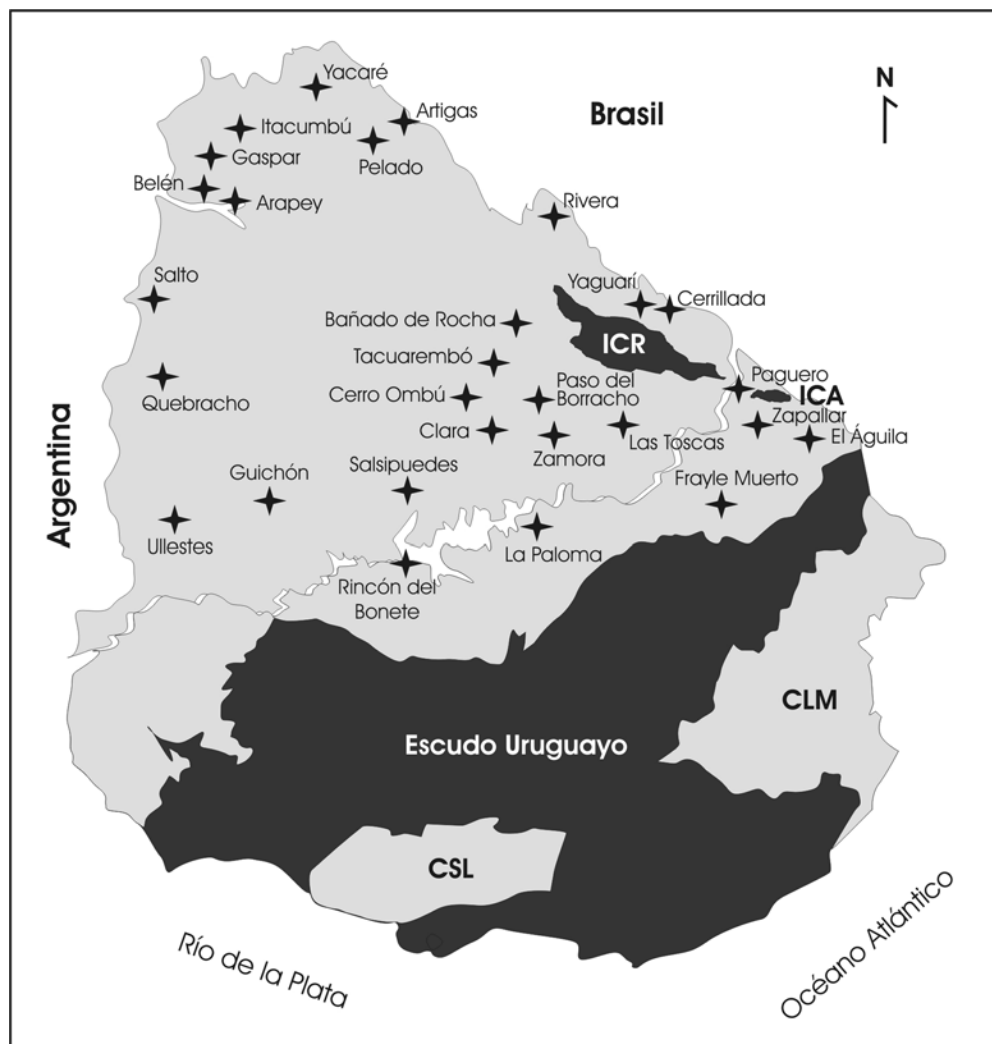 Yacaré
N
Artigas
Brasil
Itacumbú
Gaspar
Pelado
Belén
Arapey
Rivera
Salto
Yaguarí
Cerrillada
Bañado de Rocha
ICR
Tacuarembó
Paguero
Quebracho
Cerro Ombú
Paso del
Borracho
ICA
Zapallar
Clara
Zamora
Las Toscas
El Águila
Argentina
Guichón
Salsipuedes
Frayle Muerto
Ullestes
La Paloma
Rincón del
Bonete
CLM
Escudo Uruguayo
CSL
Río de la Plata
Océano Atlántico